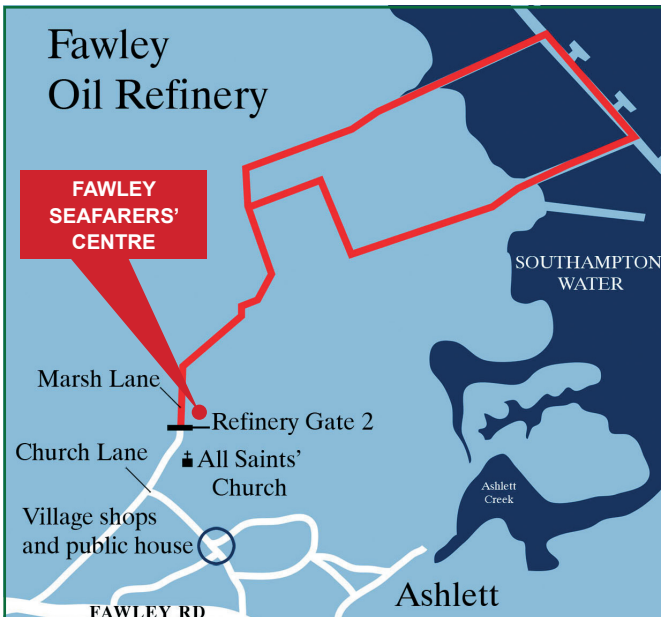 Fawley
Oil Refinery
FAWLEY
SEAFARERS'
CENTRE
SOUTHAMPTON
WATER
Marsh Lane
Refinery Gate 2
Church Lane
All Saints'
Church
Ashlett
Creek
Village shops
and public house
Ashlett
FAWLEY RD